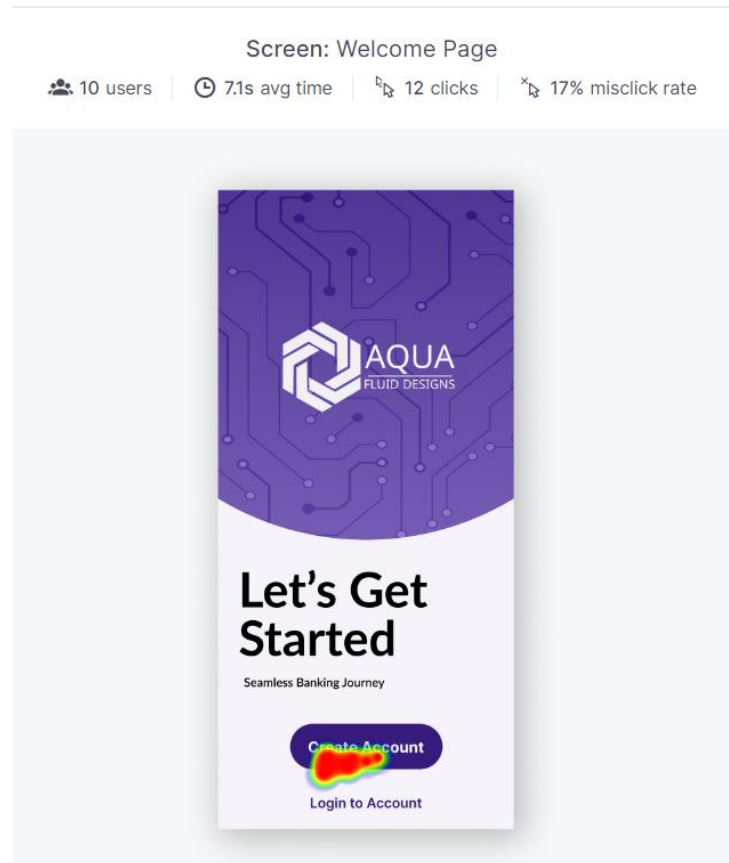 Screen: Welcome Page
10 users 7.1s avg time 12 clicks 17% misclick rate
AQUA
FLUID DESIGNS
Let's Get
Started
Seamless Banking Journey
Create Account
Login to Account